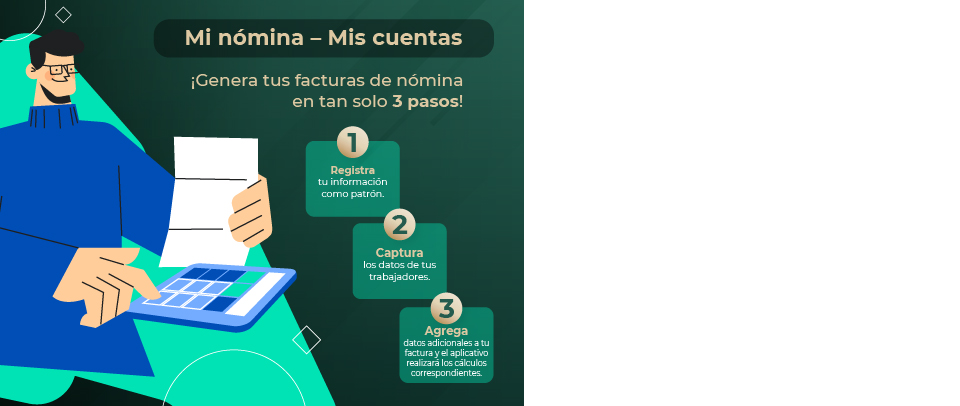 Mi nómina – Mis cuentas
¡Genera tus facturas de nómina
en tan solo 3 pasos!
1
Registra
tu información
como patrón.
2
Captura
los datos de tus
trabajadores.
3
Agrega
datos adicionales a tu
factura y el aplicativo
realizará los cálculos
correspondientes.